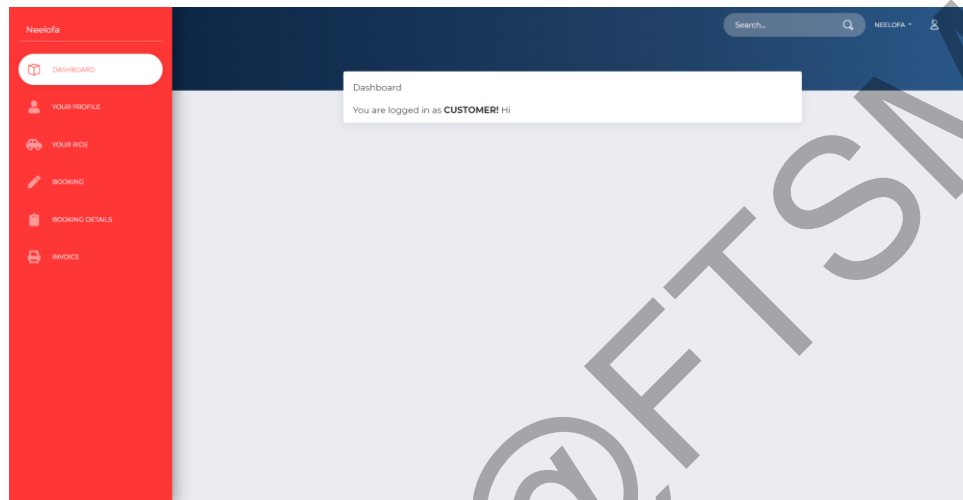 Neelofa
Search...
NEELOFA
DASHBOARD
YOUR PROFILE
YOUR RIDE
BOOKING
BOOKING DETAILS
INVOICE
Dashboard
You are logged in as CUSTOMER! Hi
@FTSM